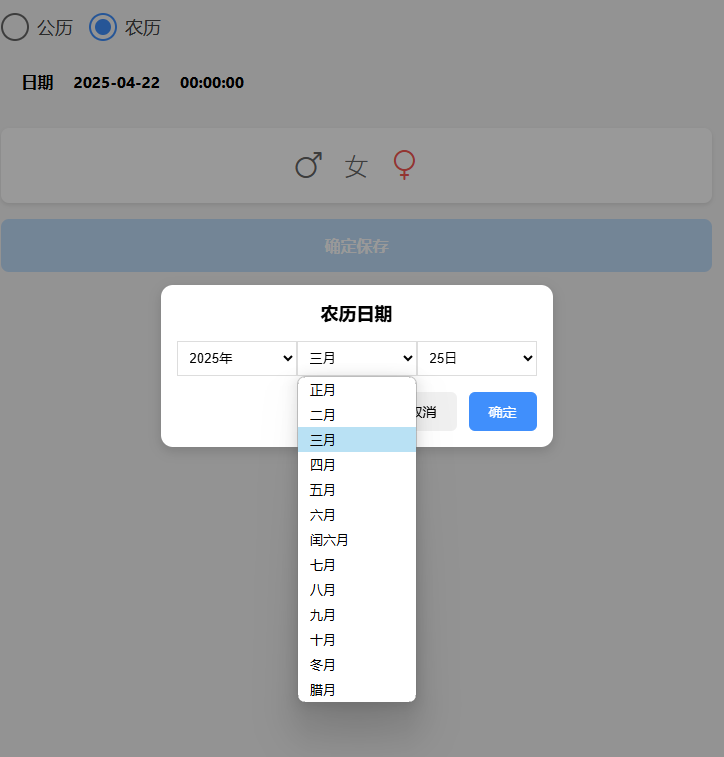 公历 农历
日期 2025-04-22 00:00:00
♂ 女 ♀
确定保存
农历日期
2025年 三月 25日
取消 确定
正月
二月
三月
四月
五月
六月
闰六月
七月
八月
九月
十月
冬月
腊月